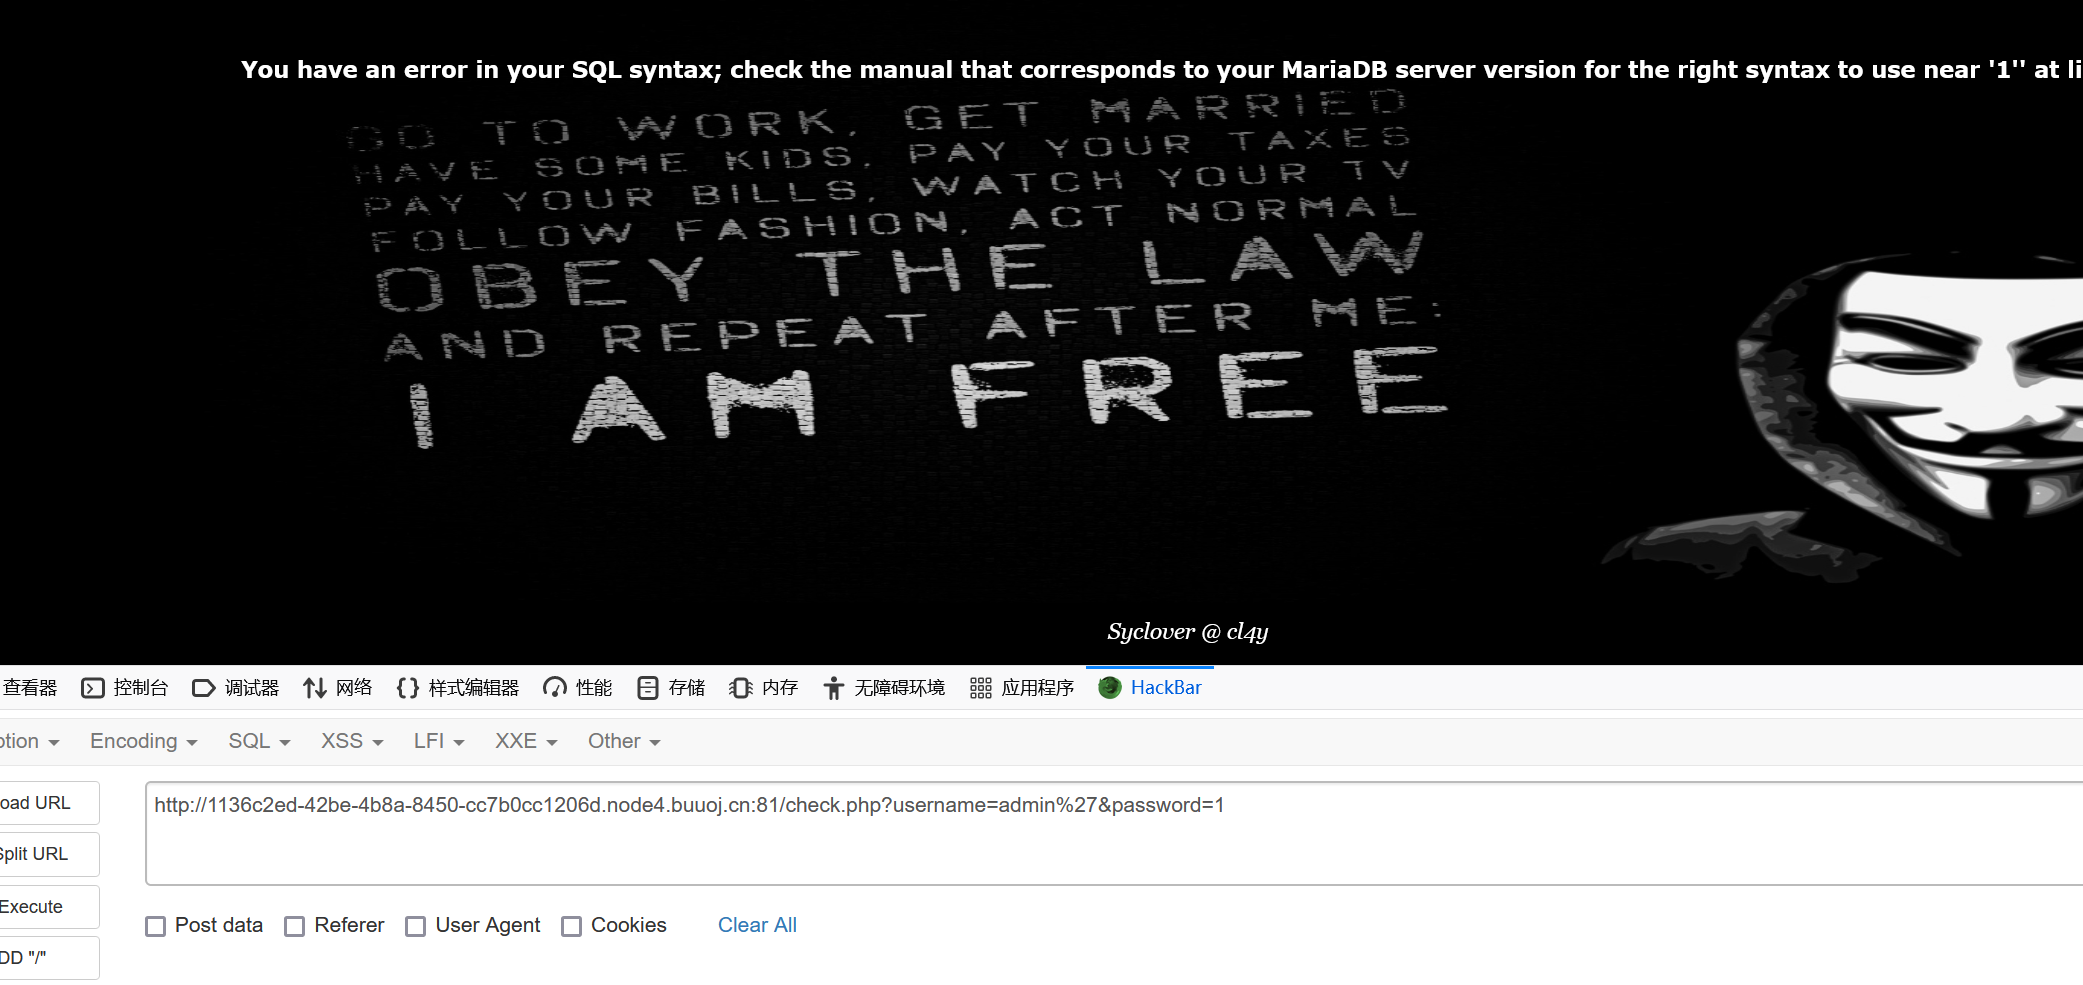 You have an error in your SQL syntax; check the manual that corresponds to your MariaDB server version for the right syntax to use near '1'' at li
GO TO WORK, GET MARRIED
HAVE SOME KIDS, PAY YOUR TAXES
PAY YOUR BILLS, WATCH YOUR TV
FOLLOW FASHION, ACT NORMAL
OBEY THE LAW
AND REPEAT AFTER ME:
I AM FREE
Syclover @ cl4y
查看器 控制台 调试器 网络 样式编辑器 性能 存储 内存 无障碍环境 应用程序 HackBar
ption Encoding SQL XSS LFI XXE Other
oad URL
http://1136c2ed-42be-4b8a-8450-cc7b0cc1206d.node4.buuoj.cn:81/check.php?username=admin%27&password=1
Split URL
Execute
Post data Referer User Agent Cookies Clear All
DD "/"